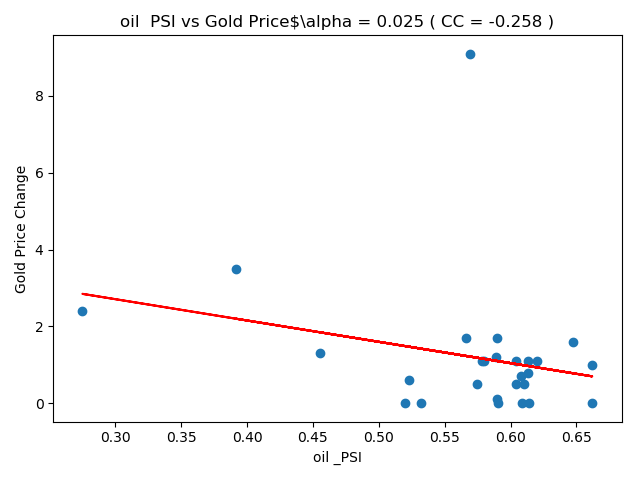 oil  PSI vs Gold Price$\alpha = 0.025 ( CC = -0.258 )
8
6
4
2
0
Gold Price Change
0.30 0.35 0.40 0.45 0.50 0.55 0.60 0.65
oil _PSI